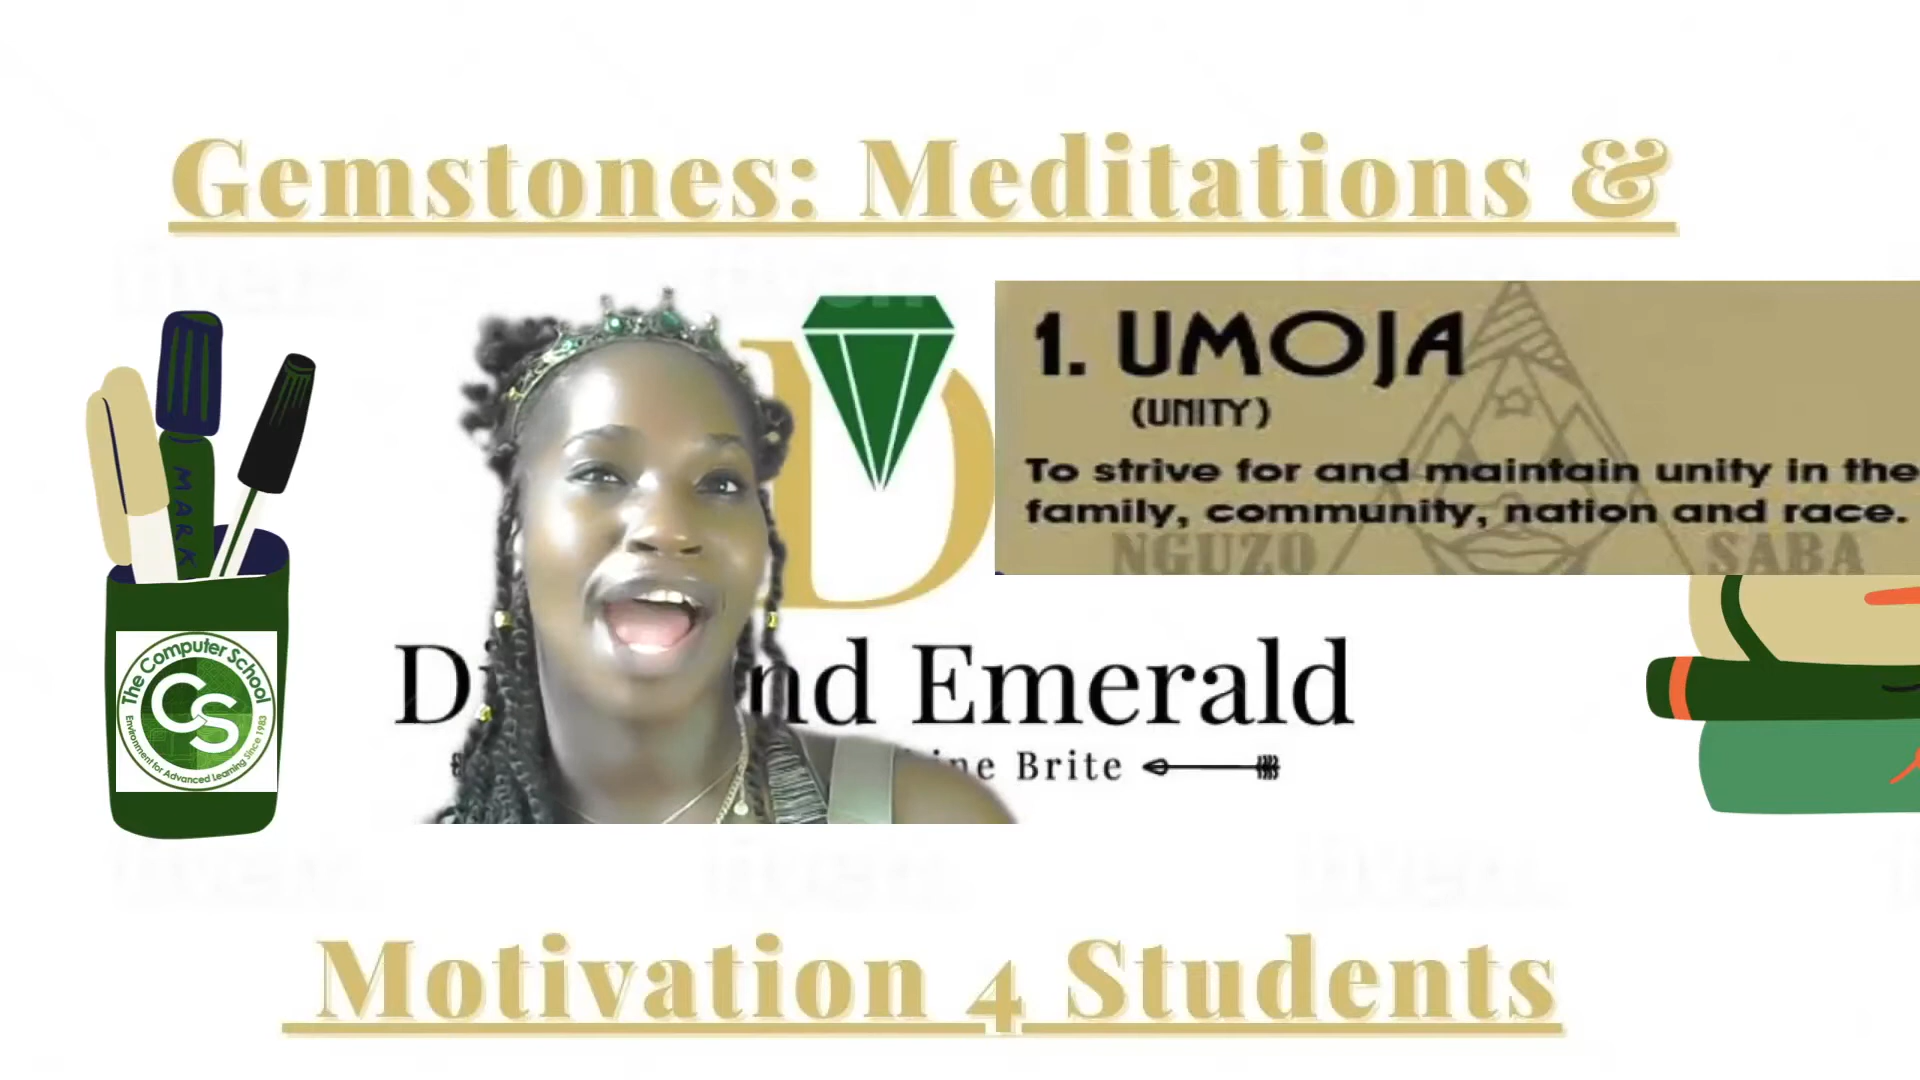 Gemstones: Meditations &
1. UMOJA
(UNITY)
To strive for and maintain unity in the
family, community, nation and race.
NGUZO SABA
MARK
The Computer School
CS
Environment for Advanced Learning Since 1983
D
nd Emerald
Brite
Motivation 4 Students